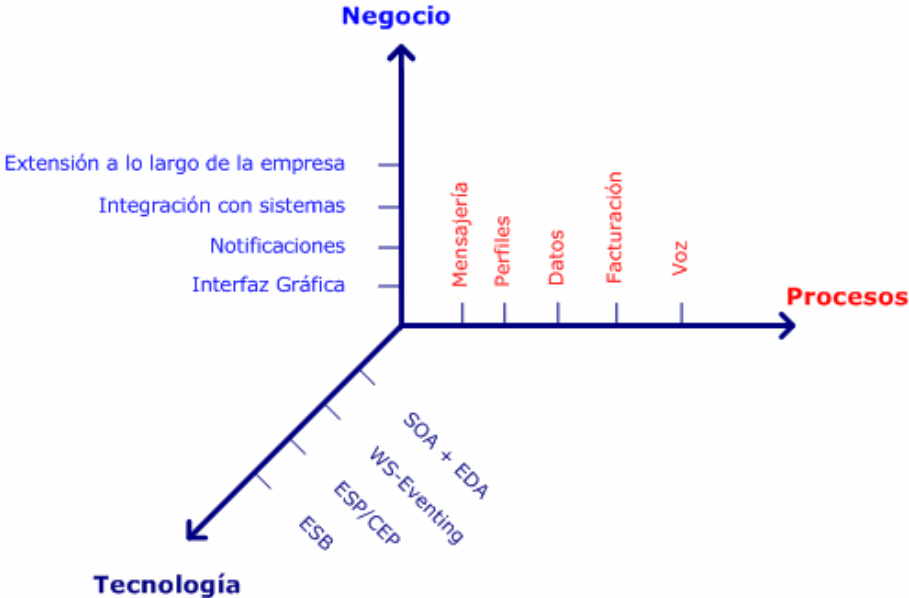 Negocio
Extensión a lo largo de la empresa
Integración con sistemas
Notificaciones
Interfaz Gráfica
Mensajería
Perfiles
Datos
Facturación
Voz
Procesos
SOA + EDA
WS-Eventing
ESP/CEP
ESB
Tecnología